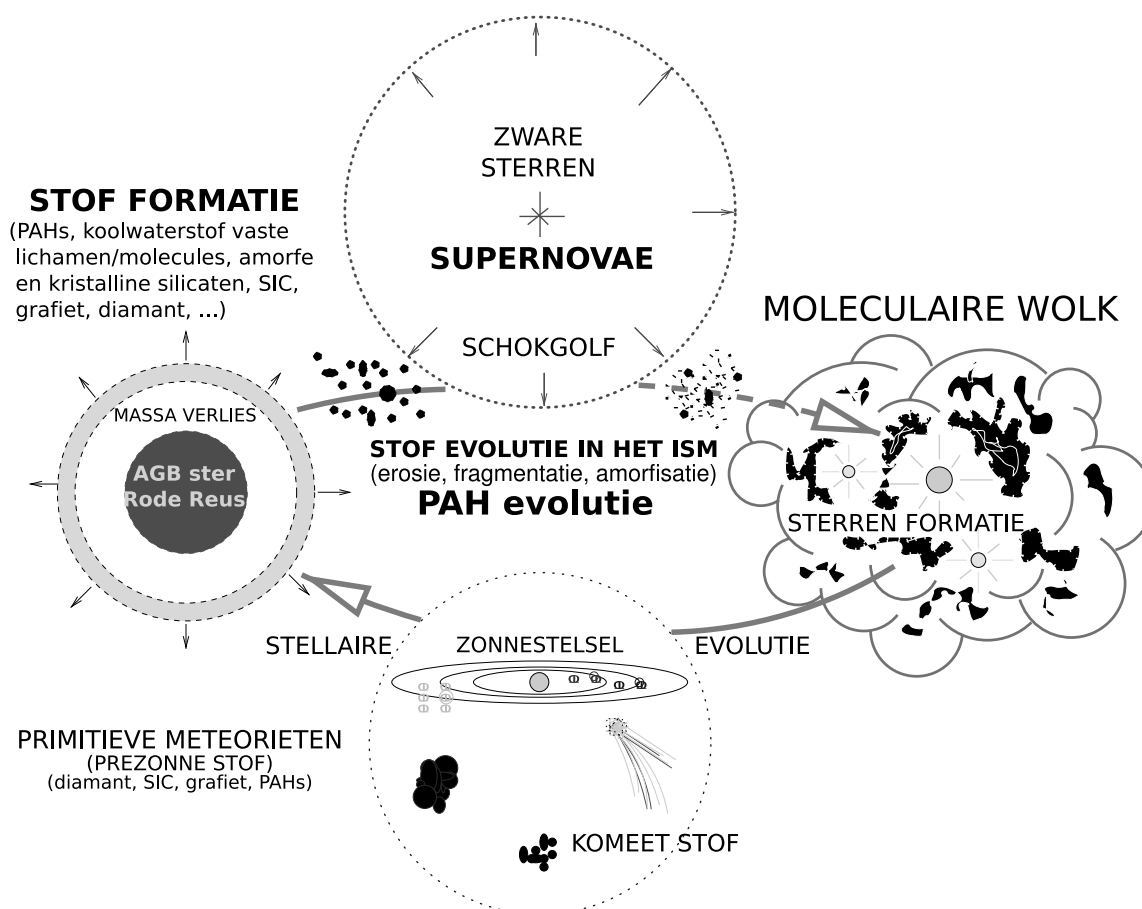 ZWARE
STERREN
SUPERNOVAE
SCHOKGOLF
STOF FORMATIE
(PAHs, koolwaterstof vaste
lichamen/molecules, amorfe
en kristalline silicaten, SIC,
grafiet, diamant, ...)
MASSA VERLIES
AGB ster
Rode Reus
STOF EVOLUTIE IN HET ISM
(erosie, fragmentatie, amorfisatie)
PAH evolutie
MOLECULAIRE WOLK
STERREN FORMATIE
STELLAIRE
EVOLUTIE
ZONNESTELSEL
PRIMITIEVE METEORIETEN
(PREZONNE STOF)
(diamant, SIC, grafiet, PAHs)
KOMEET STOF